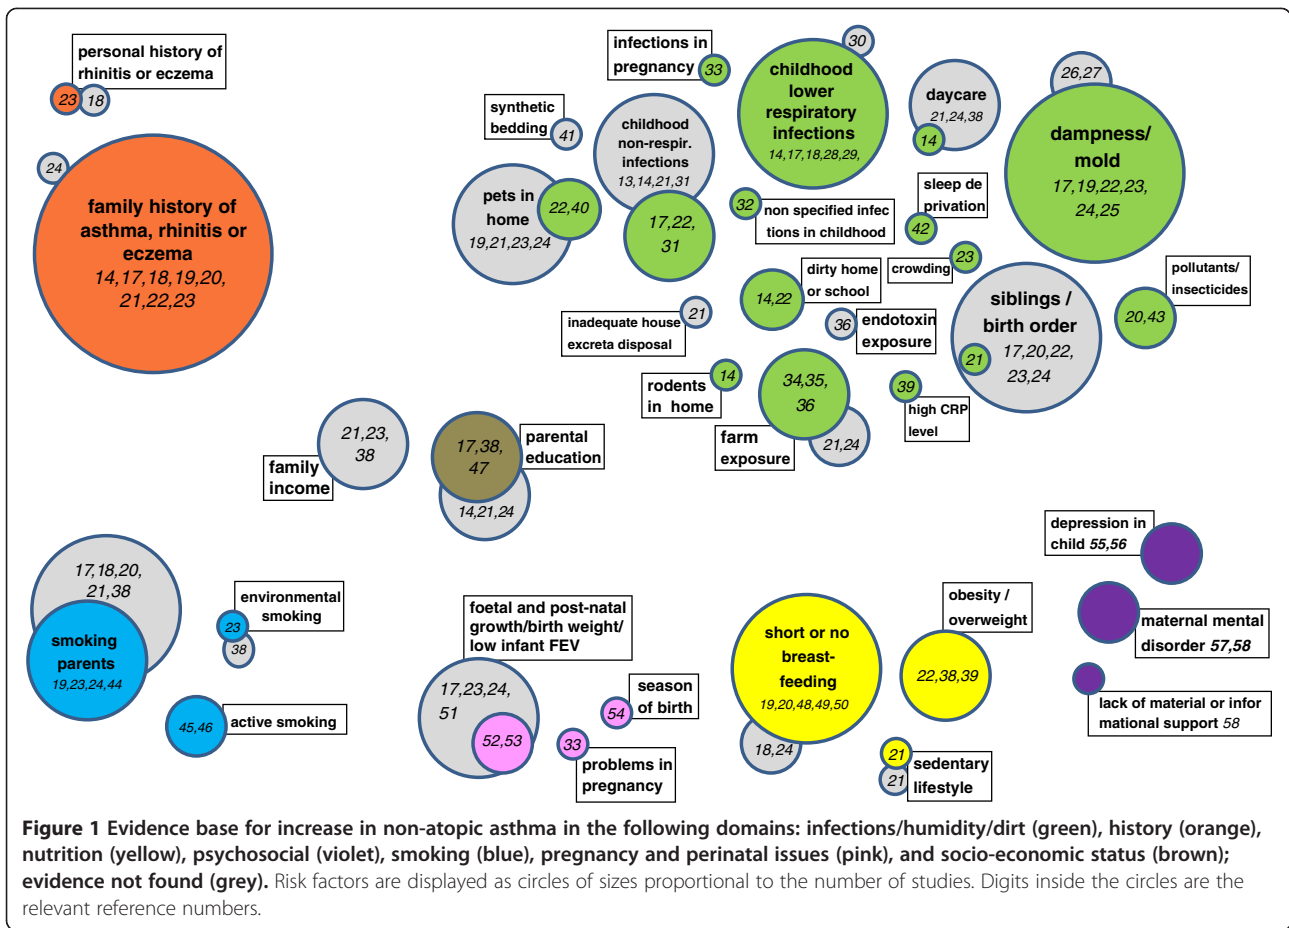 personal history of
rhinitis or eczema
23
18
24
family history of
asthma, rhinitis or
eczema
14,17,18,19,20,
21,22,23
infections in
pregnancy
33
synthetic
bedding
41
childhood
non-respir.
infections
13,14,21,31
17,22,
31
pets in
home
19,21,23,24
22,40
30
childhood
lower
respiratory
infections
14,17,18,28,29,
daycare
21,24,38
14
26,27
dampness/
mold
17,19,22,23,
24,25
32
non specified infec
tions in childhood
sleep de
privation
42
crowding
23
dirty home
or school
14,22
inadequate house
excreta disposal
21
36
endotoxin
exposure
siblings /
birth order
17,20,22,
23,24
21
pollutants/
insecticides
20,43
rodents
in home
14
34,35,
36
farm
exposure
21,24
39
high CRP
level
21,23,
38
family
income
17,38,
47
parental
education
14,21,24
17,18,20,
21,38
smoking
parents
19,23,24,44
environmental
smoking
23
38
45,46
active smoking
foetal and post-natal
growth/birth weight/
low infant FEV
17,23,24,
51
52,53
season
of birth
54
33
problems in
pregnancy
short or no
breast-
feeding
19,20,48,49,50
18,24
obesity /
overweight
22,38,39
21
21
sedentary
lifestyle
depression in
child 55,56
maternal mental
disorder 57,58
lack of material or infor
mational support 58
Figure 1 Evidence base for increase in non-atopic asthma in the following domains: infections/humidity/dirt (green), history (orange),
nutrition (yellow), psychosocial (violet), smoking (blue), pregnancy and perinatal issues (pink), and socio-economic status (brown);
evidence not found (grey). Risk factors are displayed as circles of sizes proportional to the number of studies. Digits inside the circles are the
relevant reference numbers.